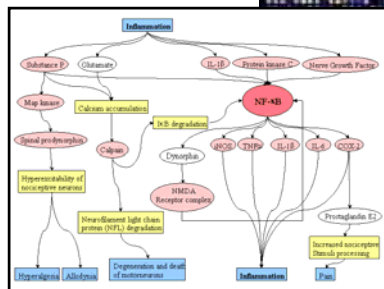 Inflammation
Substance P
Glutamate
IL-1β
Protein kinase C
Nerve Growth Factor
Map kinase
Calcium accumulation
NF-κB
IκB degradation
Spinal prodynorphin
Calpain
Dynorphin
iNOS
TNFα
IL-1β
IL-6
COX-2
Hyperexcitability of
nociceptive neurons
NMDA
Receptor complex
Prostaglandin E2
Neurofilament light chain
protein (NFL) degradation
Increased nociceptive
Stimuli processing
Hyperalgesia
Allodynia
Degeneration and death
of motorneurons
Inflammation
Pain